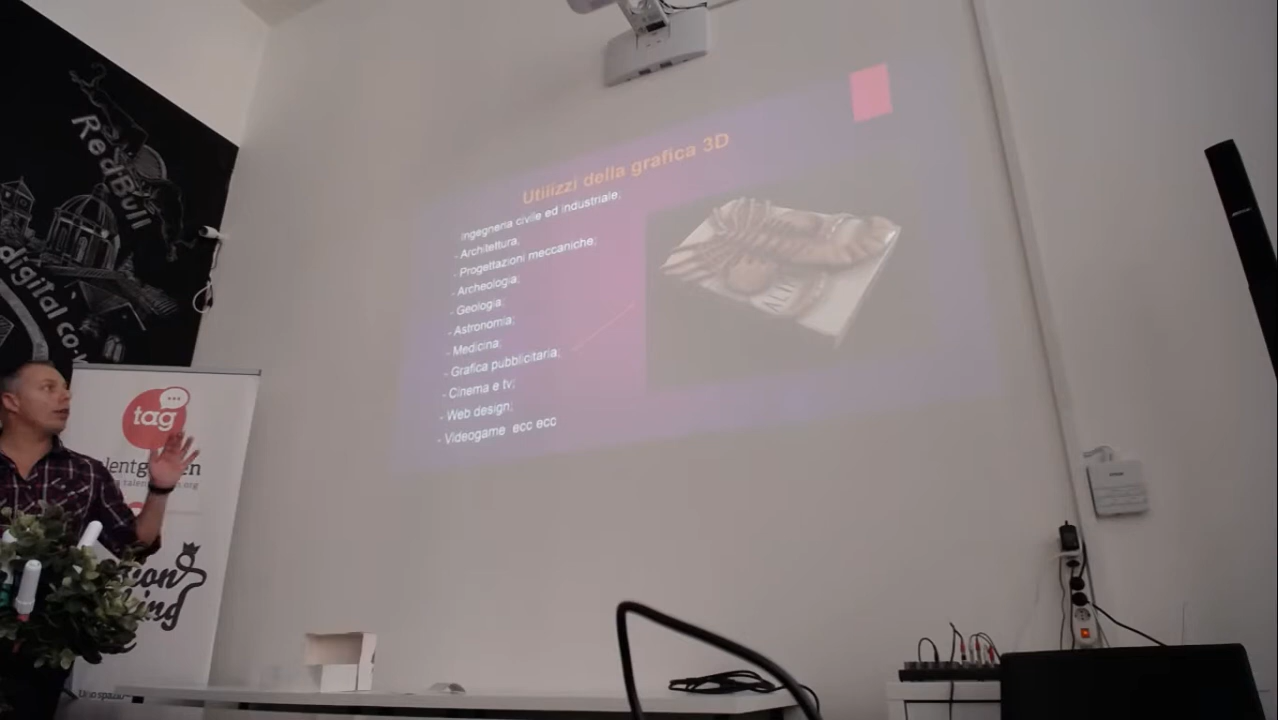 Utilizzi della grafica 3D
Ingegneria civile ed industriale;
- Architettura;
- Progettazioni meccaniche;
- Archeologia;
- Geologia;
- Astronomia;
- Medicina;
- Grafica pubblicitaria;
- Cinema e tv;
- Web design;
- Videogame ecc ecc
RedBull
digital co-
tag